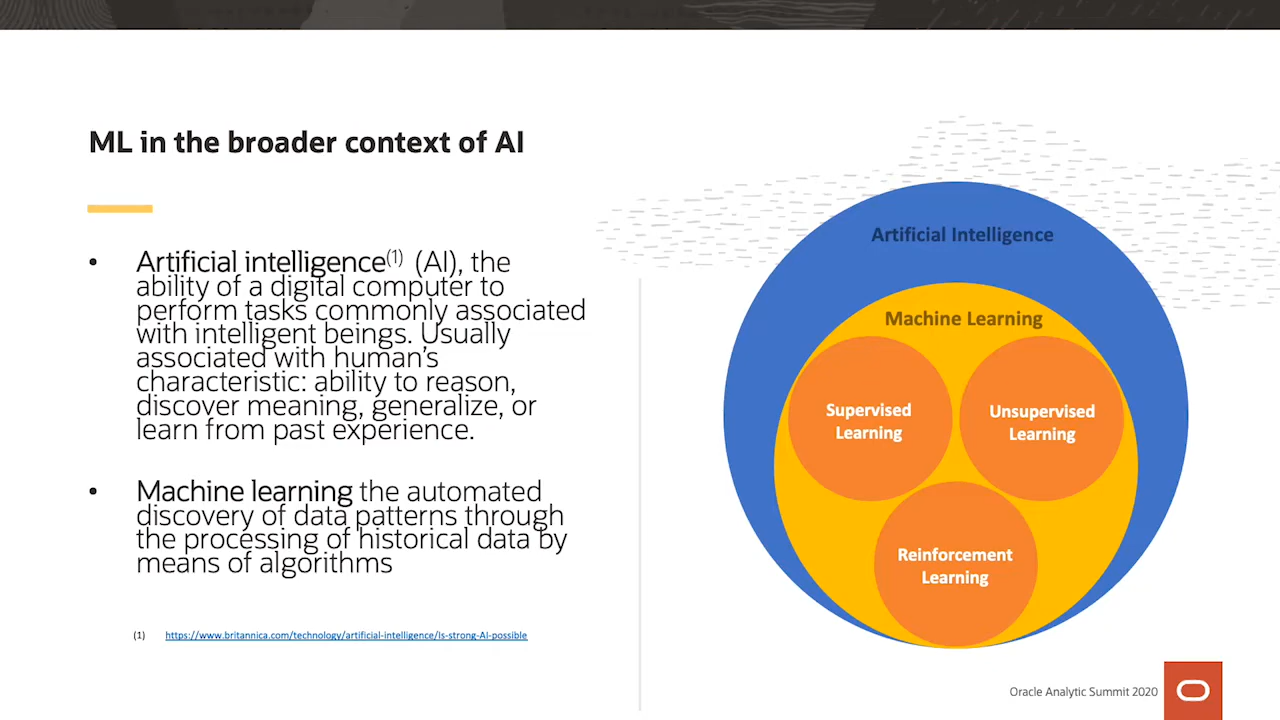 ML in the broader context of AI
• Artificial intelligence(1) (AI), the
ability of a digital computer to
perform tasks commonly associated
with intelligent beings. Usually
associated with human's
characteristic: ability to reason,
discover meaning, generalize, or
learn from past experience.
• Machine learning the automated
discovery of data patterns through
the processing of historical data by
means of algorithms
(1) https://www.britannica.com/technology/artificial-intelligence/Is-strong-AI-possible
Artificial Intelligence
Machine Learning
Supervised
Learning
Unsupervised
Learning
Reinforcement
Learning
Oracle Analytic Summit 2020